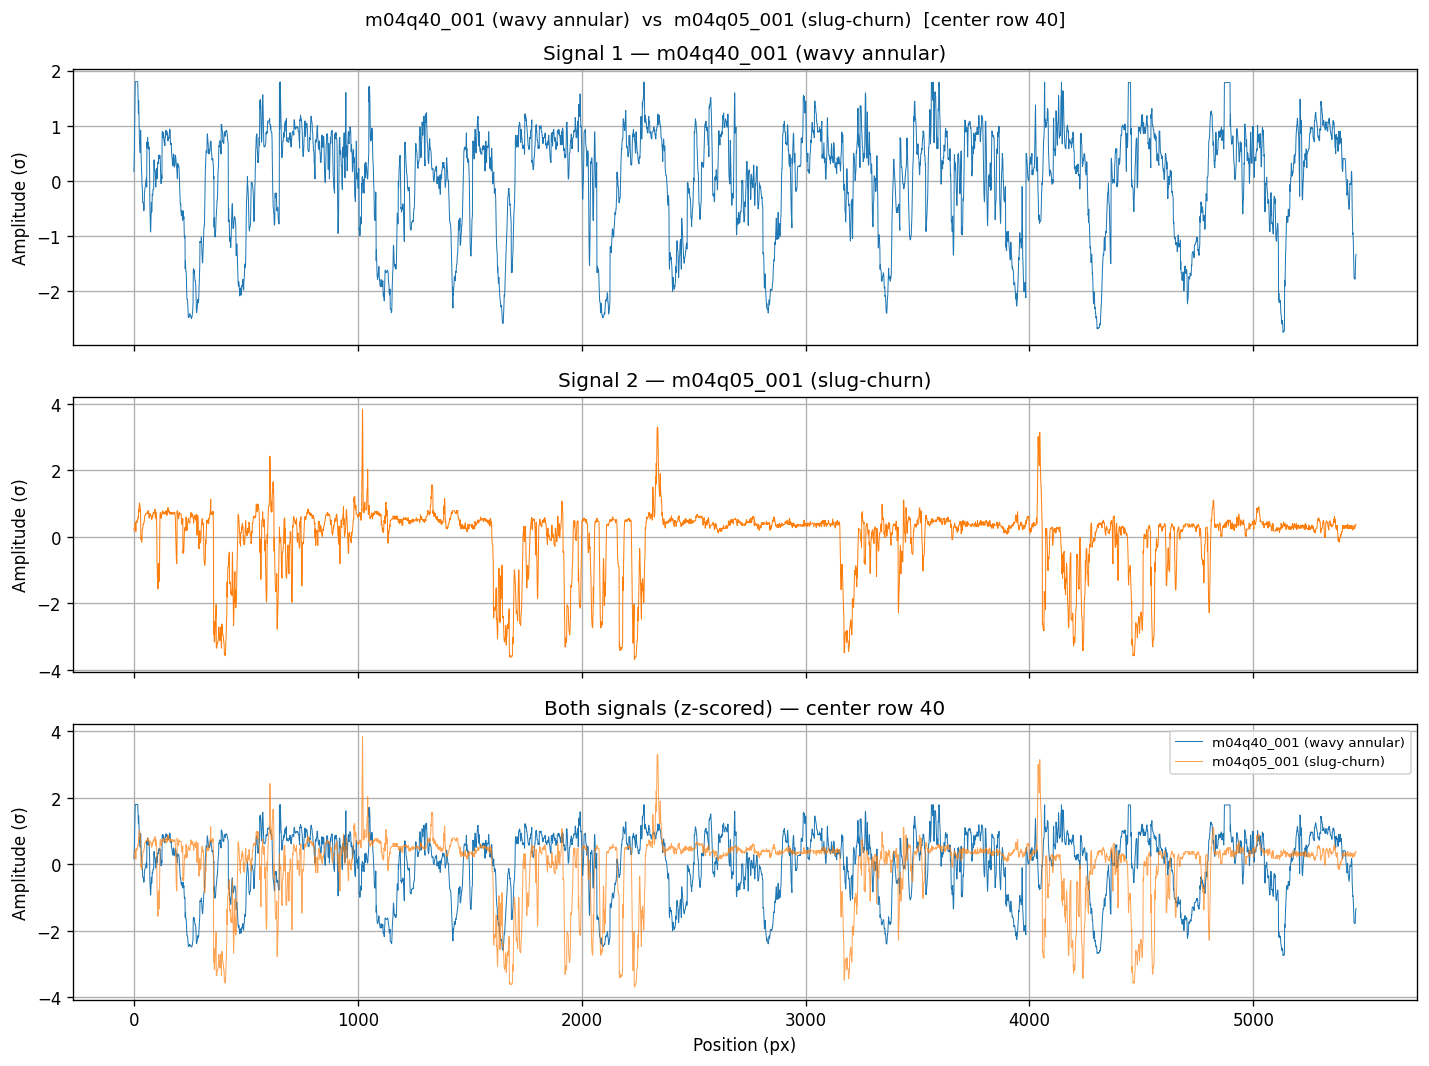 m04q40_001 (wavy annular)  vs  m04q05_001 (slug-churn)  [center row 40]
Signal 1 — m04q40_001 (wavy annular)
Amplitude (σ)
2
1
0
−1
−2
Signal 2 — m04q05_001 (slug-churn)
Amplitude (σ)
4
2
0
−2
−4
Both signals (z-scored) — center row 40
Amplitude (σ)
4
2
0
−2
−4
m04q40_001 (wavy annular)
m04q05_001 (slug-churn)
0 1000 2000 3000 4000 5000
Position (px)